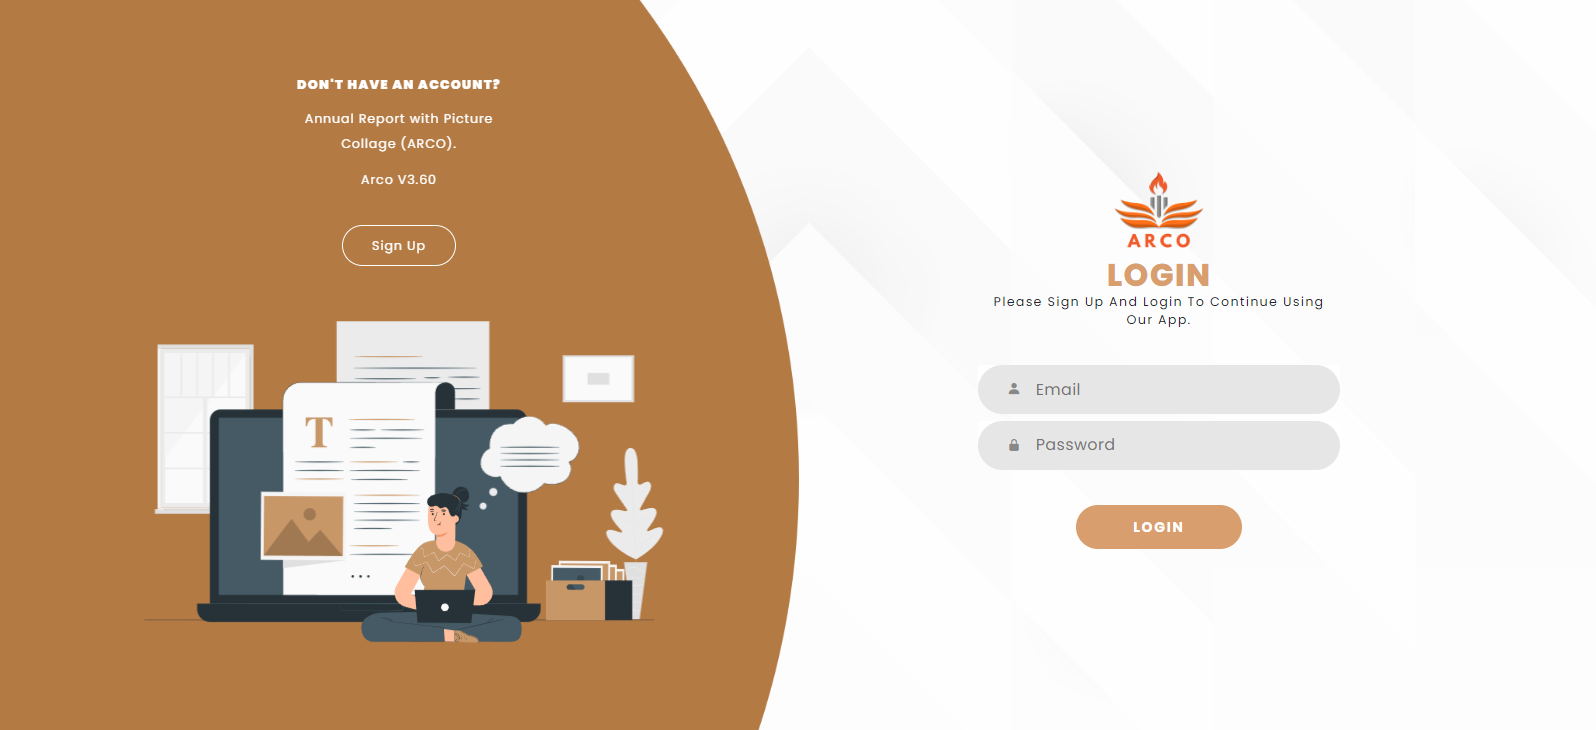 DON'T HAVE AN ACCOUNT?
Annual Report with Picture
Collage (ARCO).
Arco V3.60
Sign Up
T
ARCO
LOGIN
Please Sign Up And Login To Continue Using
Our App.
Email
Password
LOGIN